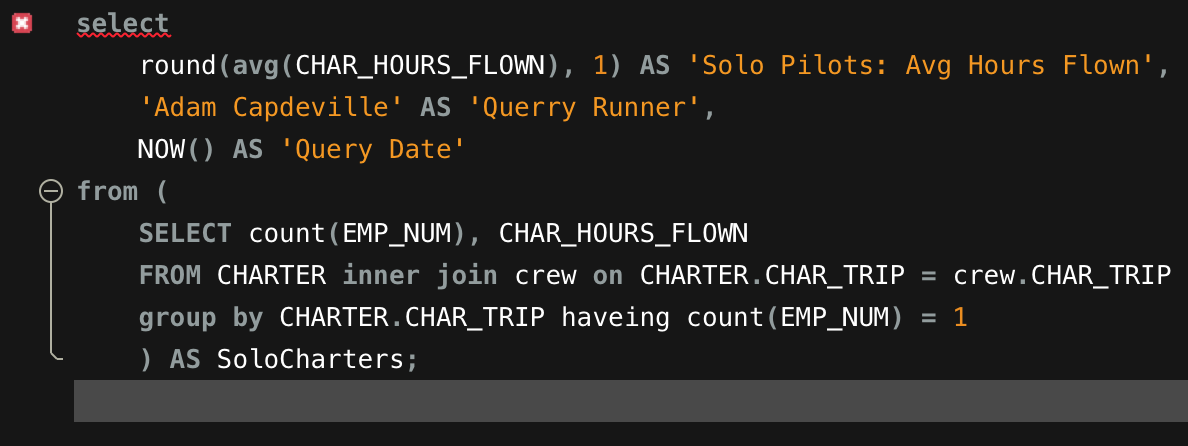 select
round(avg(CHAR_HOURS_FLOWN), 1) AS 'Solo Pilots: Avg Hours Flown',
'Adam Capdeville' AS 'Querry Runner',
NOW() AS 'Query Date'
from (
SELECT count(EMP_NUM), CHAR_HOURS_FLOWN
FROM CHARTER inner join crew on CHARTER.CHAR_TRIP = crew.CHAR_TRIP
group by CHARTER.CHAR_TRIP haveing count(EMP_NUM) = 1
) AS SoloCharters;